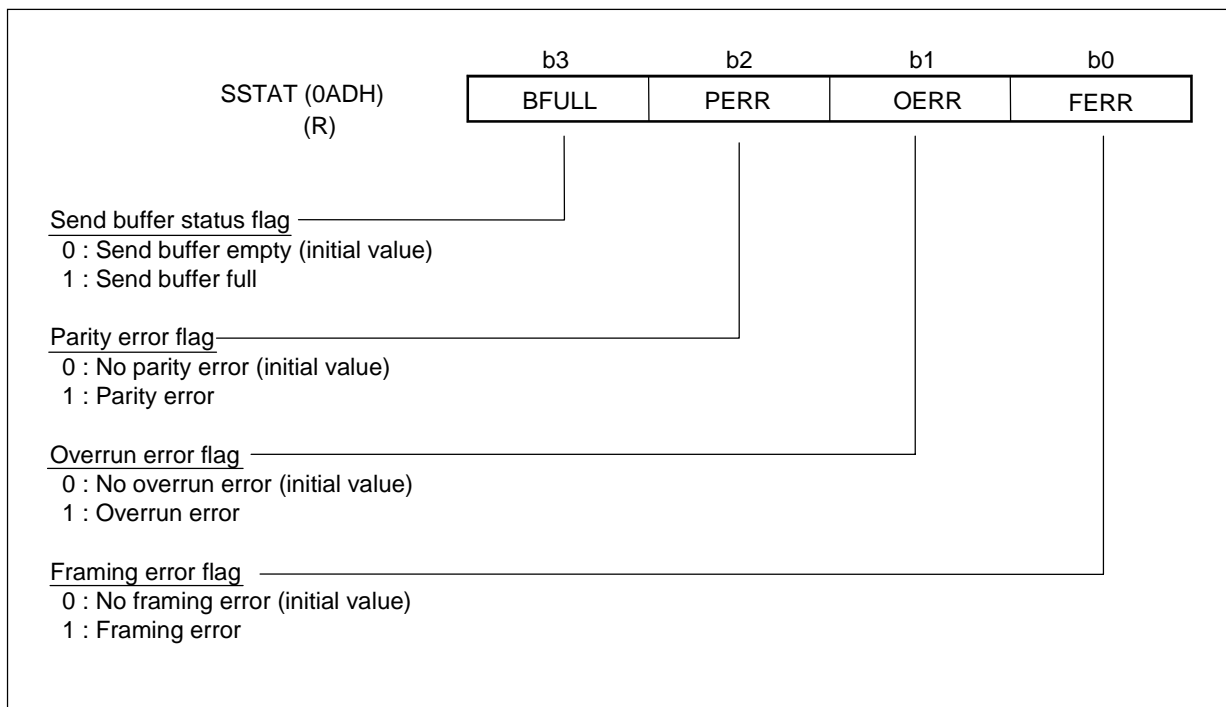 b3 b2 b1 b0
SSTAT (0ADH) BFULL PERR OERR FERR
(R)
Send buffer status flag
0 : Send buffer empty (initial value)
1 : Send buffer full
Parity error flag
0 : No parity error (initial value)
1 : Parity error
Overrun error flag
0 : No overrun error (initial value)
1 : Overrun error
Framing error flag
0 : No framing error (initial value)
1 : Framing error